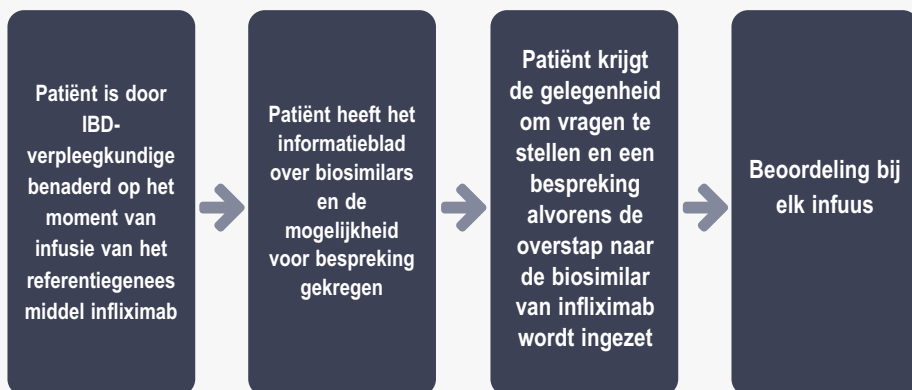 Patiënt is door
IBD-
verpleegkundige
benaderd op het
moment van
infusie van het
referentiegenees
middel infliximab
Patiënt heeft het
informatieblad
over biosimilars
en de
mogelijkheid
voor bespreking
gekregen
Patiënt krijgt
de gelegenheid
om vragen te
stellen en een
bespreking
alvorens de
overstap naar
de biosimilar
van infliximab
wordt ingezet
Beoordeling bij
elk infuus